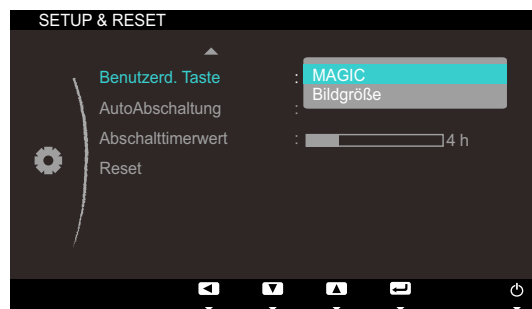 SETUP & RESET
Benutzerd. Taste : MAGIC
Bildgröße
AutoAbschaltung :
Abschalttimerwert : 4 h
Reset